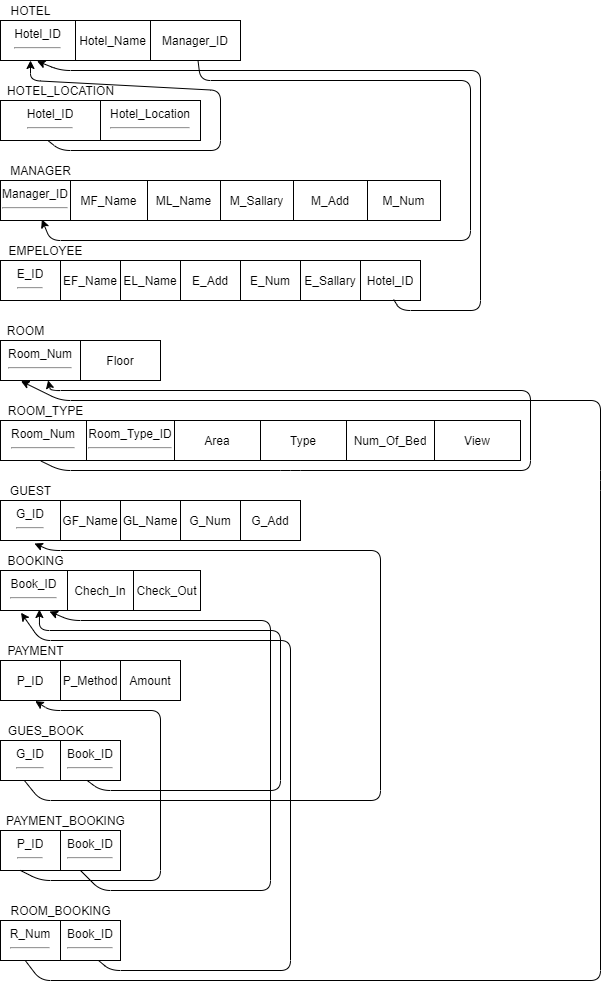 HOTEL
Hotel_ID Hotel_Name Manager_ID
HOTEL_LOCATION
Hotel_ID Hotel_Location
MANAGER
Manager_ID MF_Name ML_Name M_Sallary M_Add M_Num
EMPELOYEE
E_ID EF_Name EL_Name E_Add E_Num E_Sallary Hotel_ID
ROOM
Room_Num Floor
ROOM_TYPE
Room_Num Room_Type_ID Area Type Num_Of_Bed View
GUEST
G_ID GF_Name GL_Name G_Num G_Add
BOOKING
Book_ID Chech_In Check_Out
PAYMENT
P_ID P_Method Amount
GUES_BOOK
G_ID Book_ID
PAYMENT_BOOKING
P_ID Book_ID
ROOM_BOOKING
R_Num Book_ID